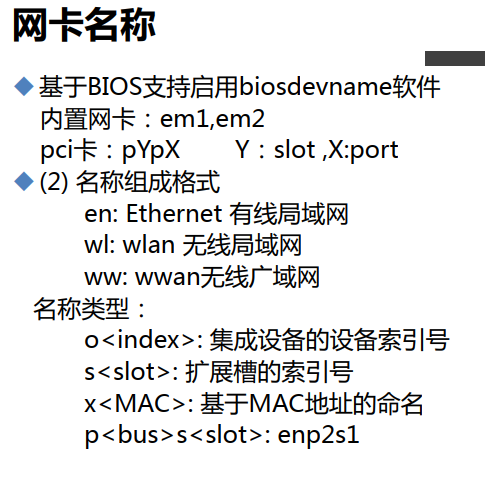 网卡名称
基于BIOS支持启用biosdevname软件
内置网卡：em1,em2
pci卡：pYpX Y：slot ,X:port
(2) 名称组成格式
en: Ethernet 有线局域网
wl: wlan 无线局域网
ww: wwan无线广域网
名称类型：
o<index>: 集成设备的设备索引号
s<slot>: 扩展槽的索引号
x<MAC>: 基于MAC地址的命名
p<bus>s<slot>: enp2s1